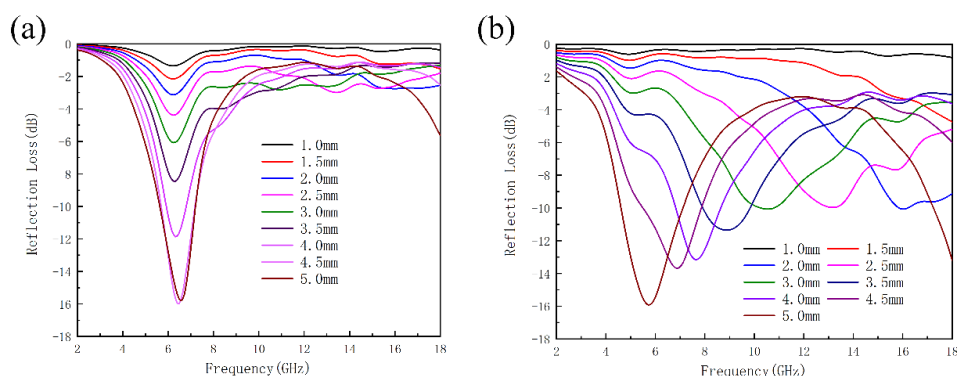 (a)
0
-2
-4
-6
-8
-10
-12
-14
-16
-18
Reflection Loss(dB)
1.0mm
1.5mm
2.0mm
2.5mm
3.0mm
3.5mm
4.0mm
4.5mm
5.0mm
2 4 6 8 10 12 14 16 18
Frequency(GHz)
(b)
0
-2
-4
-6
-8
-10
-12
-14
-16
-18
Reflection Loss(dB)
1.0mm 1.5mm
2.0mm 2.5mm
3.0mm 3.5mm
4.0mm 4.5mm
5.0mm
2 4 6 8 10 12 14 16 18
Frequency(GHz)